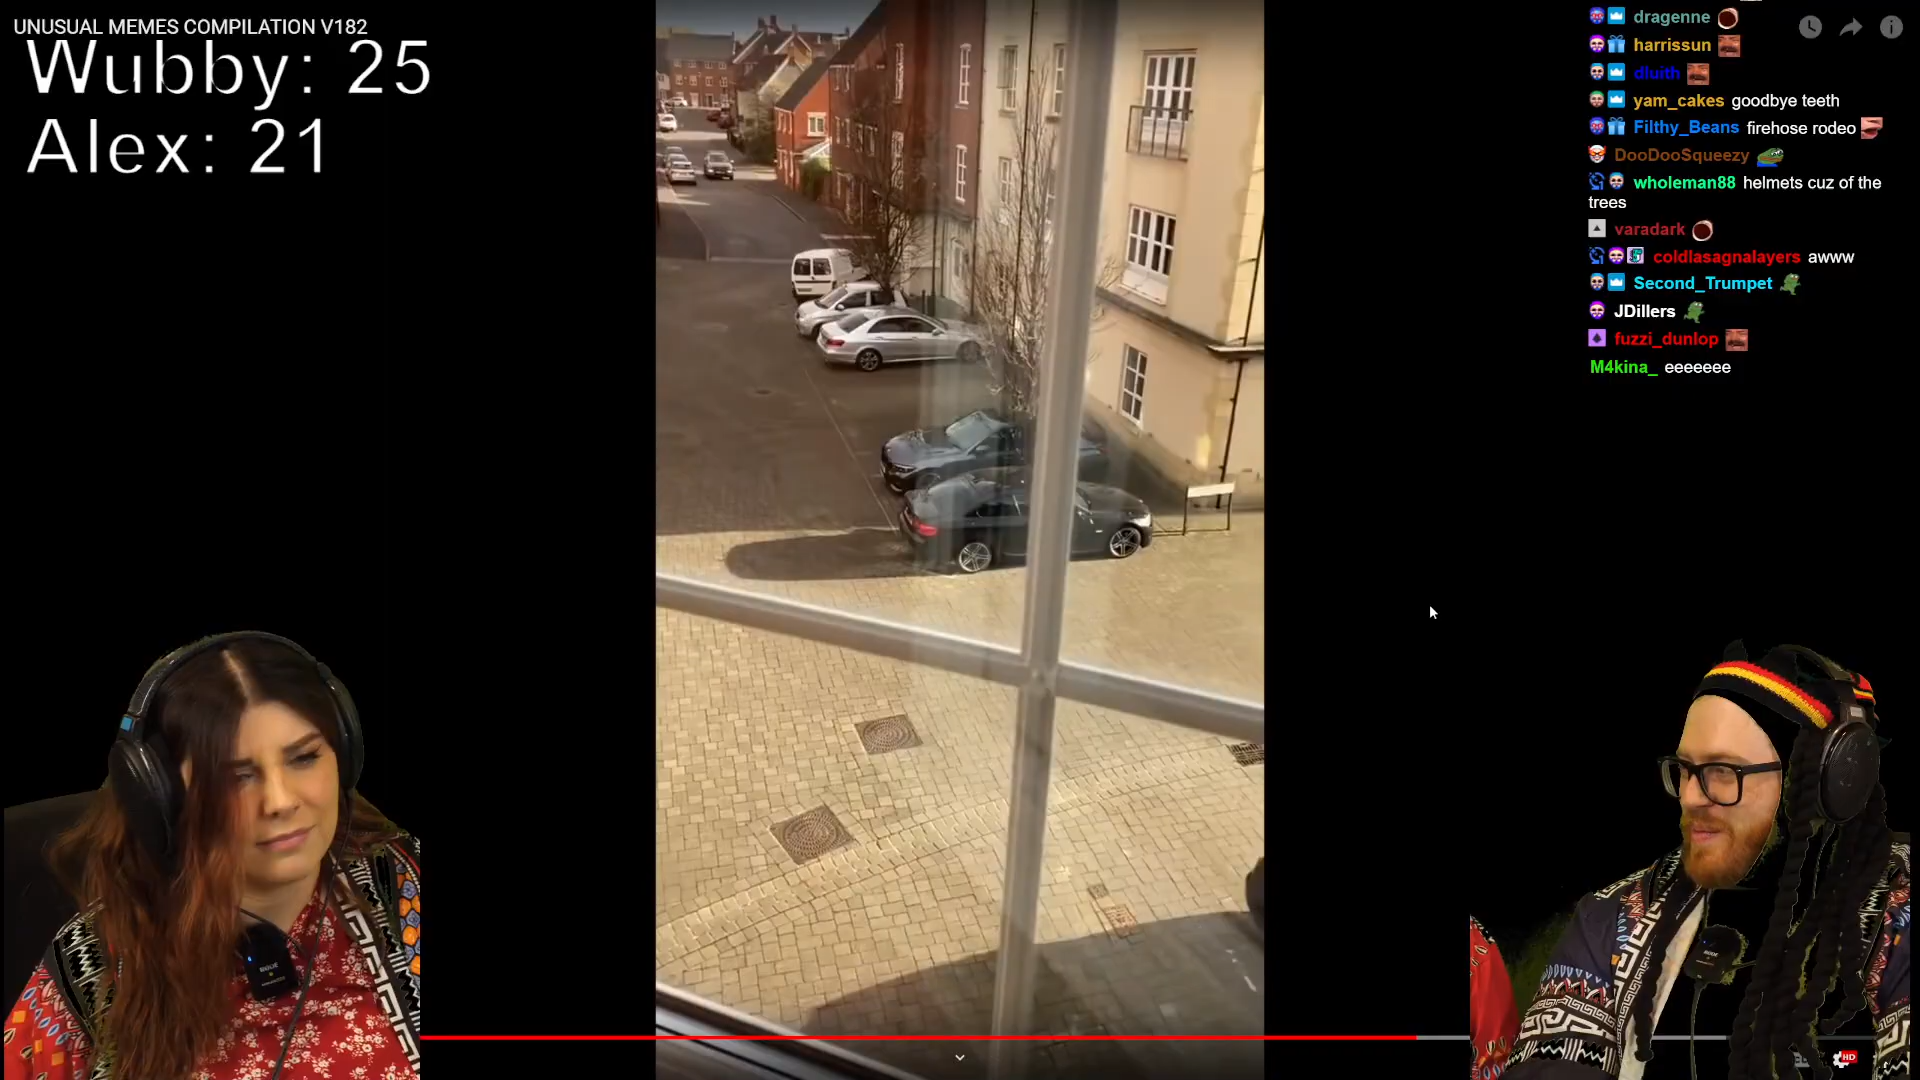 UNUSUAL MEMES COMPILATION V182
Wubby: 25
Alex: 21
dragenne
harrissun
dluith
yam_cakes goodbye teeth
Filthy_Beans firehose rodeo
DooDooSqueezy
wholeman88 helmets cuz of the
trees
varadark
coldlasagnalayers awww
Second_Trumpet
JDillers
fuzzi_dunlop
M4kina_ eeeeeee
HD